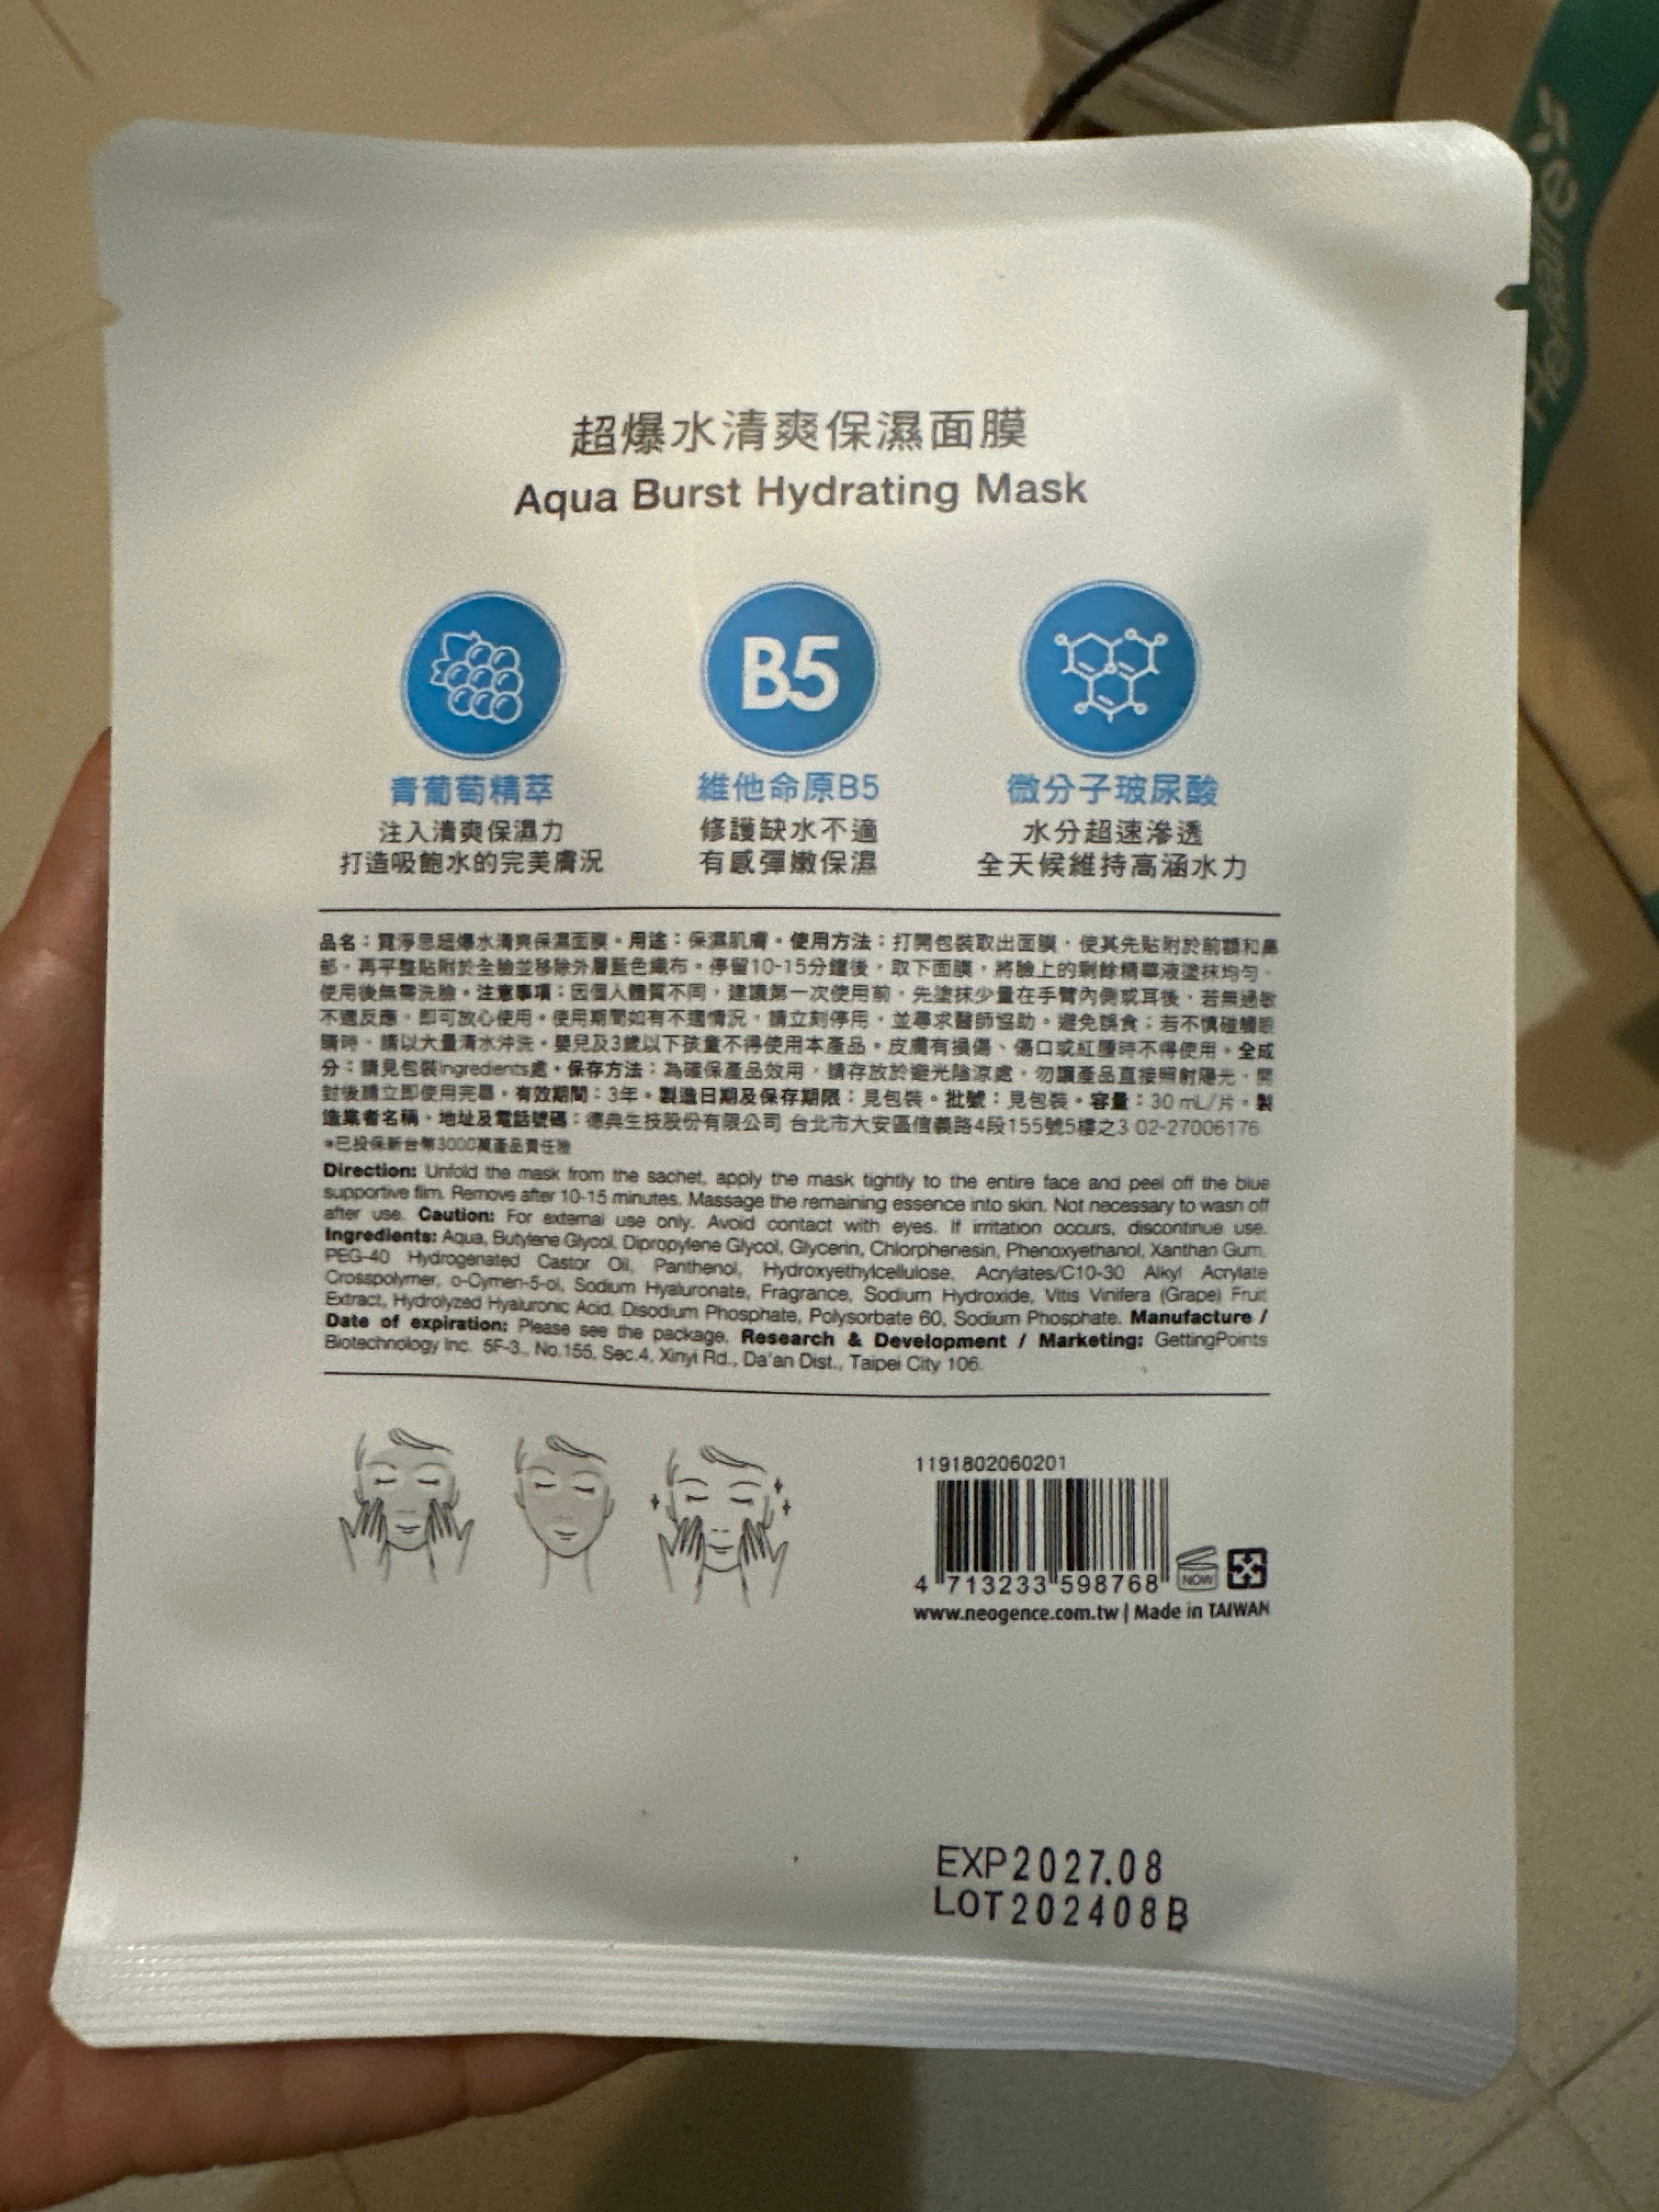 Holălre
超爆水清爽保濕面膜
Aqua Burst Hydrating Mask
B5
青葡萄精萃
注入清爽保濕力
打造吸飽水的完美膚況
維他命原B5
修護缺水不適
有感彈嫩保濕
微分子玻尿酸
水分超速滲透
全天候維持高涵水力
品名：霓淨思超爆水清爽保濕面膜。用途：保濕肌膚。使用方法：打開包裝取出面膜，使其先貼附於前額和鼻
部，再平整貼附於全臉並移除外層藍色織布。停留10-15分鐘後，取下面膜，將臉上的剩餘精華液塗抹均勻，
使用後無需洗臉。注意事項：因個人體質不同，建議第一次使用前，先塗抹少量在手臂內側或耳後，若無過敏
不適反應，即可放心使用。使用期間如有不適情況，請立刻停用，並尋求醫師協助。避免誤食；若不慎碰觸眼
睛時，請以大量清水沖洗。嬰兒及3歲以下孩童不得使用本產品。皮膚有損傷、傷口或紅腫時不得使用。全成
分：請見包裝Ingredients處。保存方法：為確保產品效用，請存放於避光陰涼處，勿讓產品直接照射陽光，開
封後請立即使用完畢。有效期間：3年。製造日期及保存期限：見包裝。批號：見包裝。容量：30 mL/片。製
造業者名稱、地址及電話號碼：德典生技股份有限公司 台北市大安區信義路4段155號5樓之3 02-27006176
*已投保新台幣3000萬產品責任險
Direction: Unfold the mask from the sachet, apply the mask tightly to the entire face and peel off the blue
supportive film. Remove after 10-15 minutes. Massage the remaining essence into skin. Not necessary to wash off
after use. Caution: For external use only. Avoid contact with eyes. If irritation occurs, discontinue use.
Ingredients: Aqua, Butylene Glycol, Dipropylene Glycol, Glycerin, Chlorphenesin, Phenoxyethanol, Xanthan Gum,
PEG-40 Hydrogenated Castor Oil, Panthenol, Hydroxyethylcellulose, Acrylates/C10-30 Alkyl Acrylate
Crosspolymer, o-Cymen-5-ol, Sodium Hyaluronate, Fragrance, Sodium Hydroxide, Vitis Vinifera (Grape) Fruit
Extract, Hydrolyzed Hyaluronic Acid, Disodium Phosphate, Polysorbate 60, Sodium Phosphate. Manufacture /
Date of expiration: Please see the package. Research & Development / Marketing: GettingPoints
Biotechnology Inc. 5F-3., No.155, Sec.4, Xinyi Rd., Da'an Dist., Taipei City 106.
1191802060201
4 713233 598768
NOW
www.neogence.com.tw | Made in TAIWAN
EXP2027.08
LOT202408B